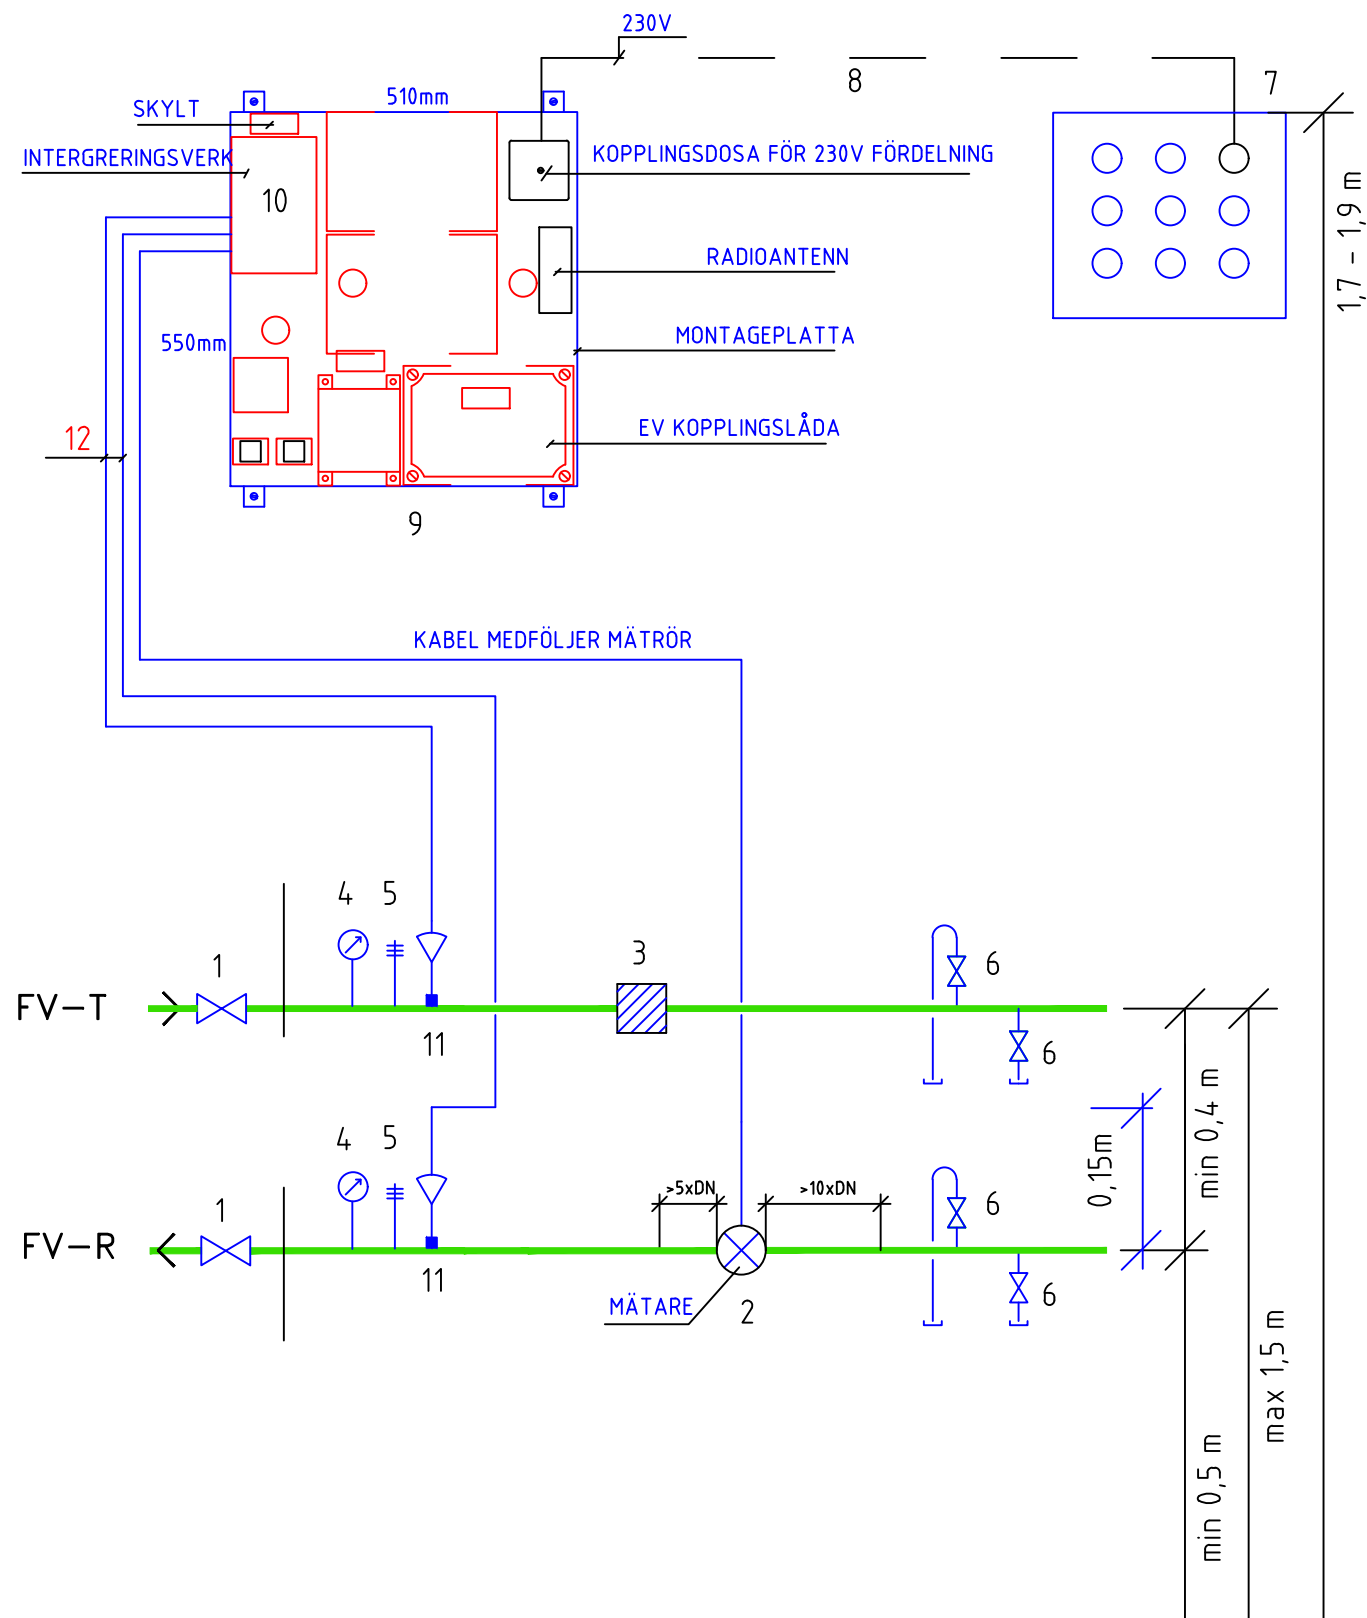 230V
8
7
510mm
SKYLT
INTERGRERINGSVERK
10
KOPPLINGSDOSA FÖR 230V FÖRDELNING
1,7 - 1,9 m
RADIOANTENN
550mm
MONTAGEPLATTA
12
EV KOPPLINGSLÅDA
9
KABEL MEDFÖLJER MÄTRÖR
4
5
3
1
6
FV-T
11
6
min 0,4 m
0,15m
4
5
>5xDN
>10xDN
1
6
FV-R
11
MÄTARE
2
6
max 1,5 m
min 0,5 m